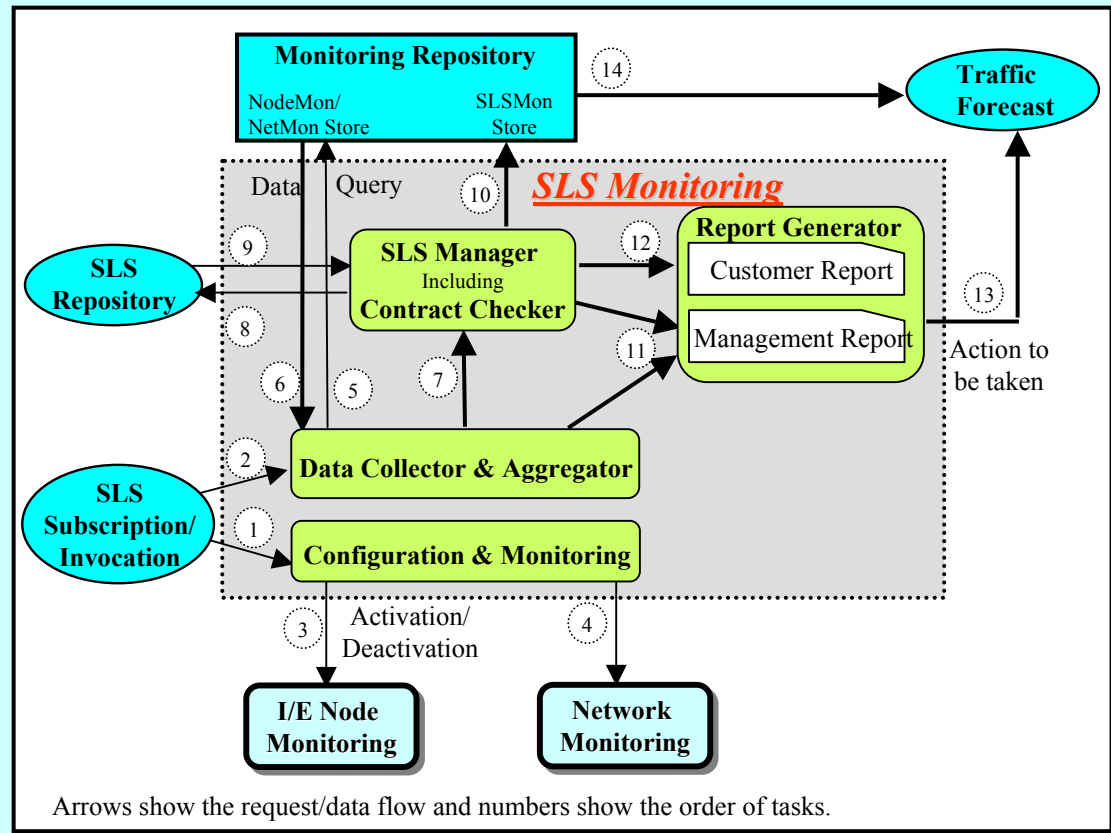 Monitoring Repository
NodeMon/
NetMon Store
SLSMon
Store
14
Traffic
Forecast
Data
Query
10
SLS Monitoring
9
SLS
Repository
8
SLS Manager
Including
Contract Checker
12
Report Generator
Customer Report
Management Report
13
Action to
be taken
11
6
5
7
2
Data Collector & Aggregator
SLS
Subscription/
Invocation
1
Configuration & Monitoring
3
Activation/
Deactivation
4
I/E Node
Monitoring
Network
Monitoring
Arrows show the request/data flow and numbers show the order of tasks.